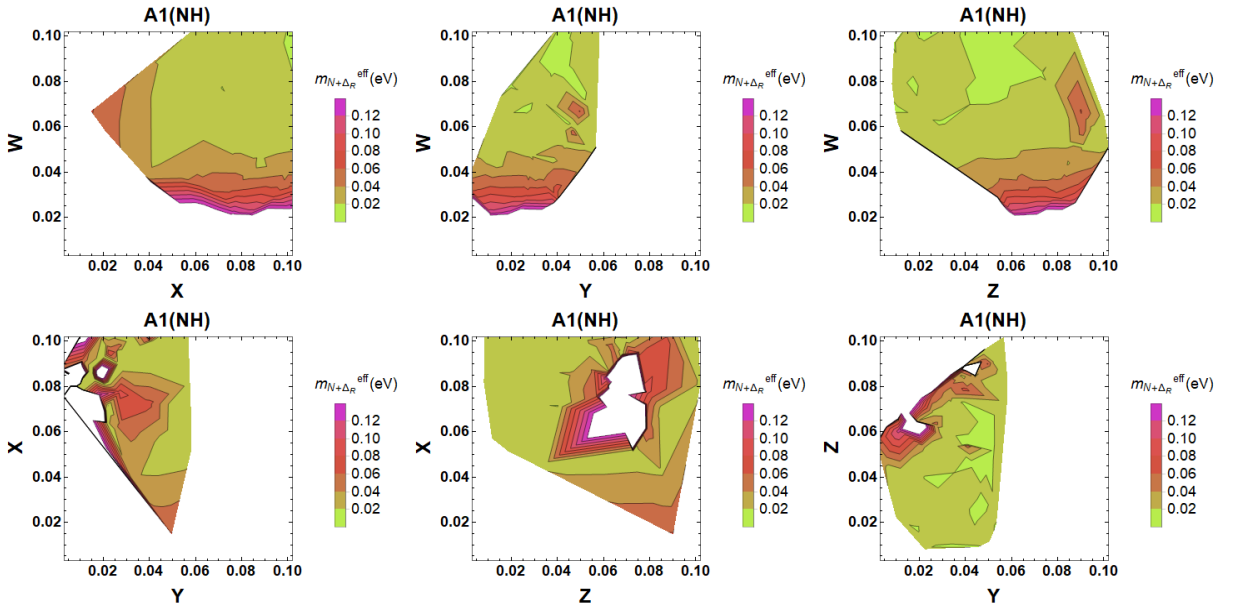 A1(NH) A1(NH) A1(NH)
0.10 0.10 0.10
m_{N+Δ_R}^{eff}(eV) m_{N+Δ_R}^{eff}(eV) m_{N+Δ_R}^{eff}(eV)
0.08 0.08 0.08
0.12 0.12 0.12
W 0.06 0.10 W 0.06 0.10 W 0.06 0.10
0.08 0.08 0.08
0.04 0.06 0.04 0.06 0.04 0.06
0.04 0.04 0.04
0.02 0.02 0.02 0.02 0.02 0.02
0.02 0.04 0.06 0.08 0.10 0.02 0.04 0.06 0.08 0.10 0.02 0.04 0.06 0.08 0.10
X Y Z
A1(NH) A1(NH) A1(NH)
0.10 0.10 0.10
m_{N+Δ_R}^{eff}(eV) m_{N+Δ_R}^{eff}(eV) m_{N+Δ_R}^{eff}(eV)
0.08 0.08 0.08
0.12 0.12 0.12
X 0.06 0.10 X 0.06 0.10 Z 0.06 0.10
0.08 0.08 0.08
0.04 0.06 0.04 0.06 0.04 0.06
0.04 0.04 0.04
0.02 0.02 0.02 0.02 0.02 0.02
0.02 0.04 0.06 0.08 0.10 0.02 0.04 0.06 0.08 0.10 0.02 0.04 0.06 0.08 0.10
Y Z Y